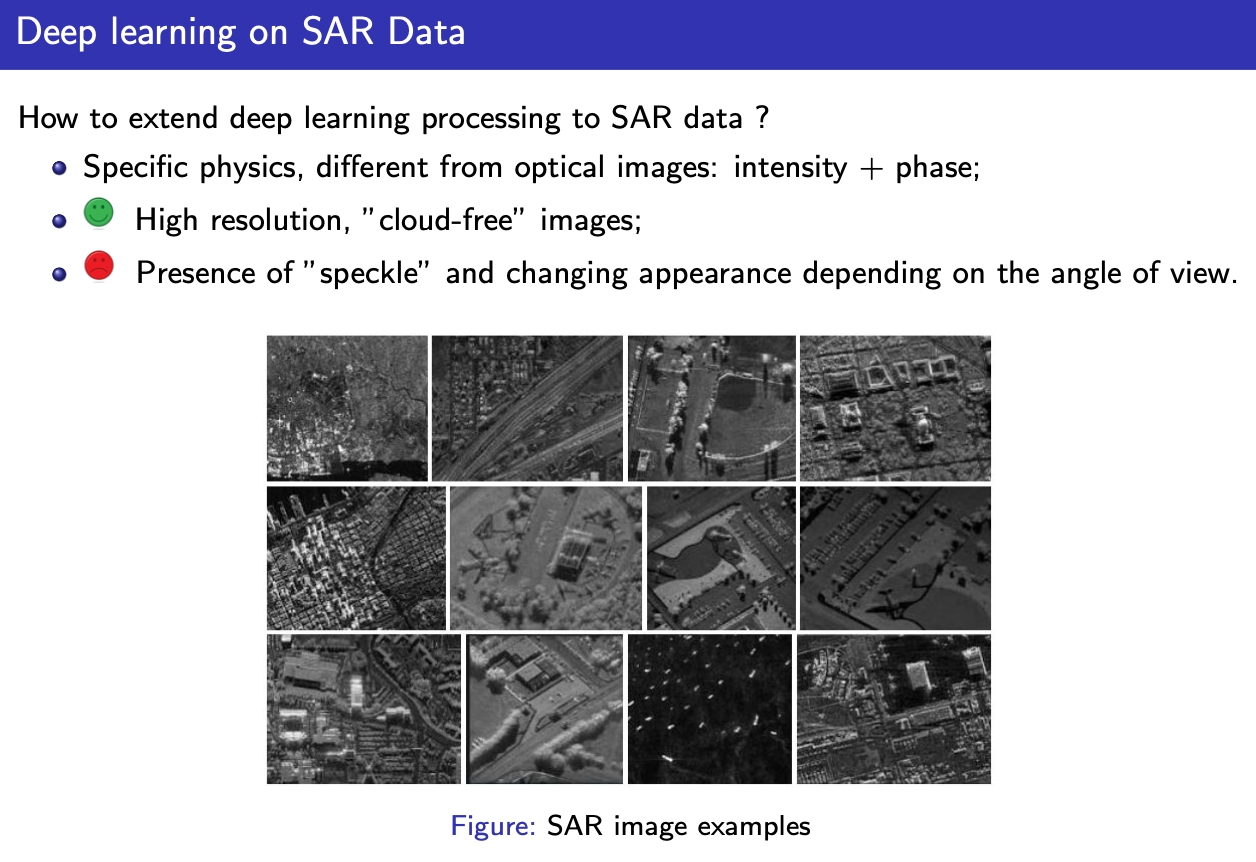 Deep learning on SAR Data
How to extend deep learning processing to SAR data ?
Specific physics, different from optical images: intensity + phase;
High resolution, ”cloud-free” images;
Presence of ”speckle” and changing appearance depending on the angle of view.
Figure: SAR image examples